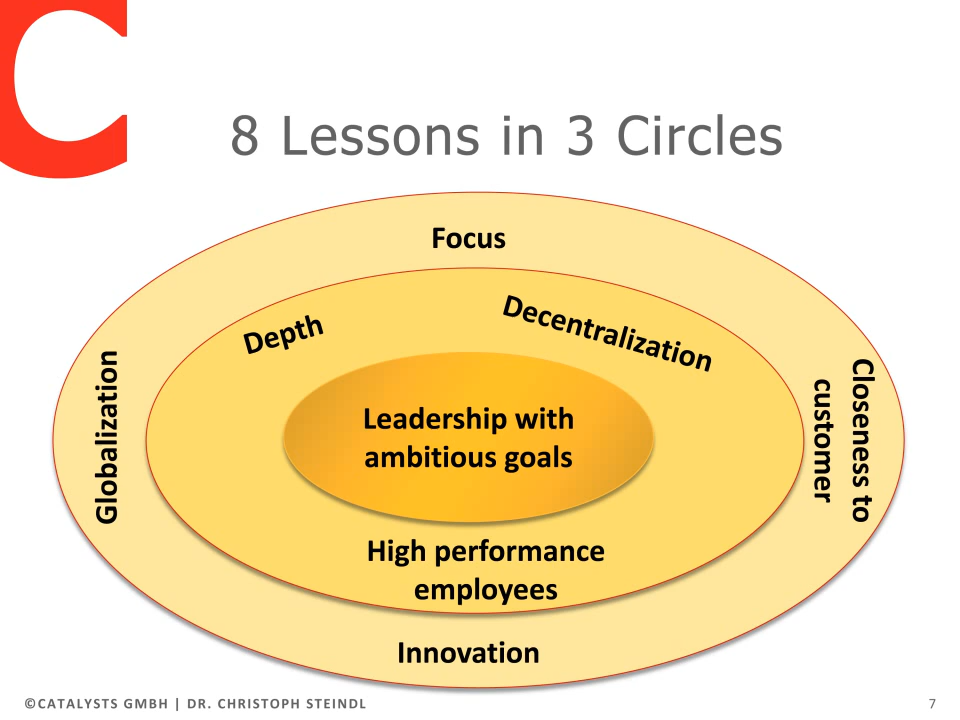 C
8 Lessons in 3 Circles
Focus
Depth
Decentralization
Globalization
Closeness to
customer
Leadership with
ambitious goals
High performance
employees
Innovation
©CATALYSTS GMBH | DR. CHRISTOPH STEINDL
7